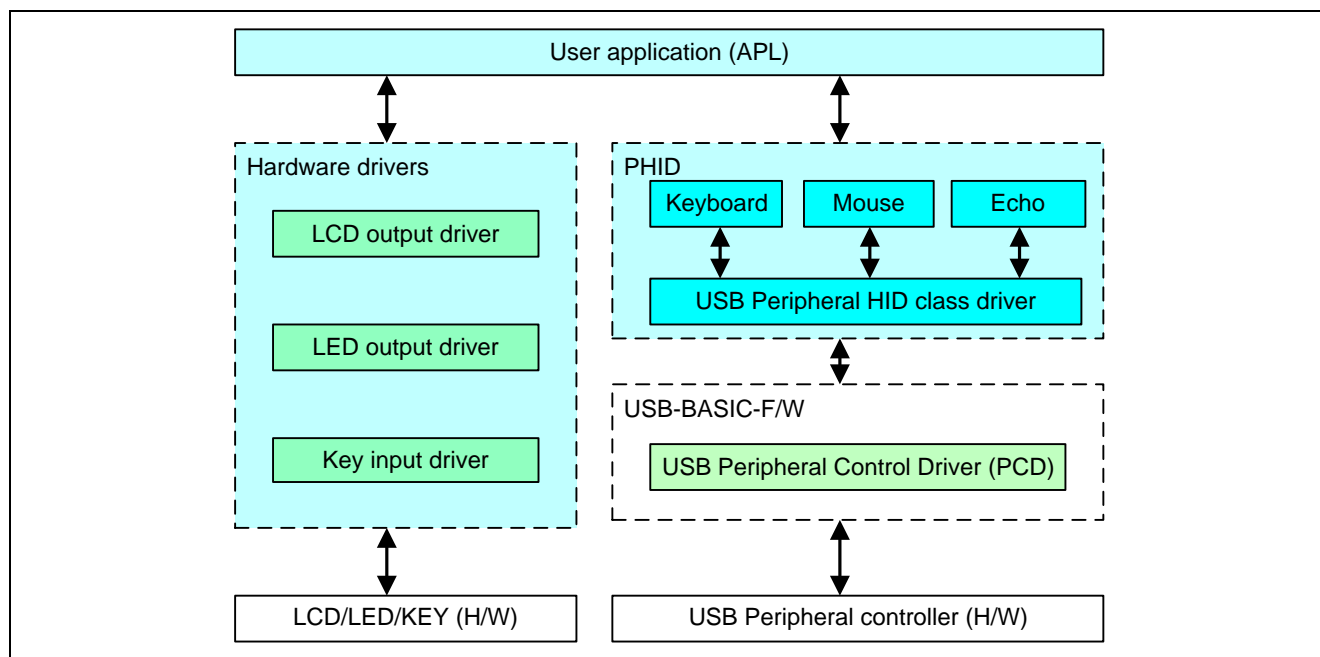 User application (APL)
Hardware drivers
LCD output driver
LED output driver
Key input driver
LCD/LED/KEY (H/W)
PHID
Keyboard
Mouse
Echo
USB Peripheral HID class driver
USB-BASIC-F/W
USB Peripheral Control Driver (PCD)
USB Peripheral controller (H/W)